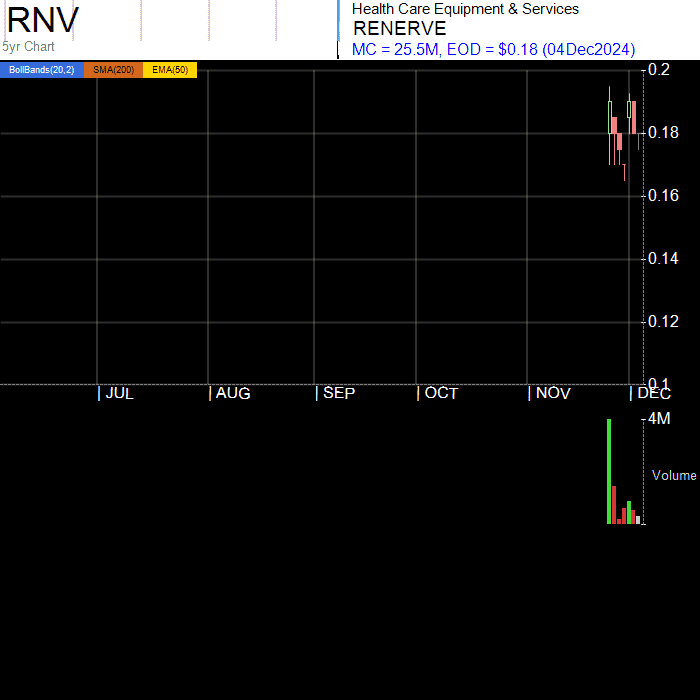 RNV
5yr Chart
Health Care Equipment & Services
RENERVE
MC = 25.5M, EOD = $0.18 (04Dec2024)
BollBands(20,2) SMA(200) EMA(50)
0.2
0.18
0.16
0.14
0.12
0.1
JUL AUG SEP OCT NOV DEC
4M
Volume